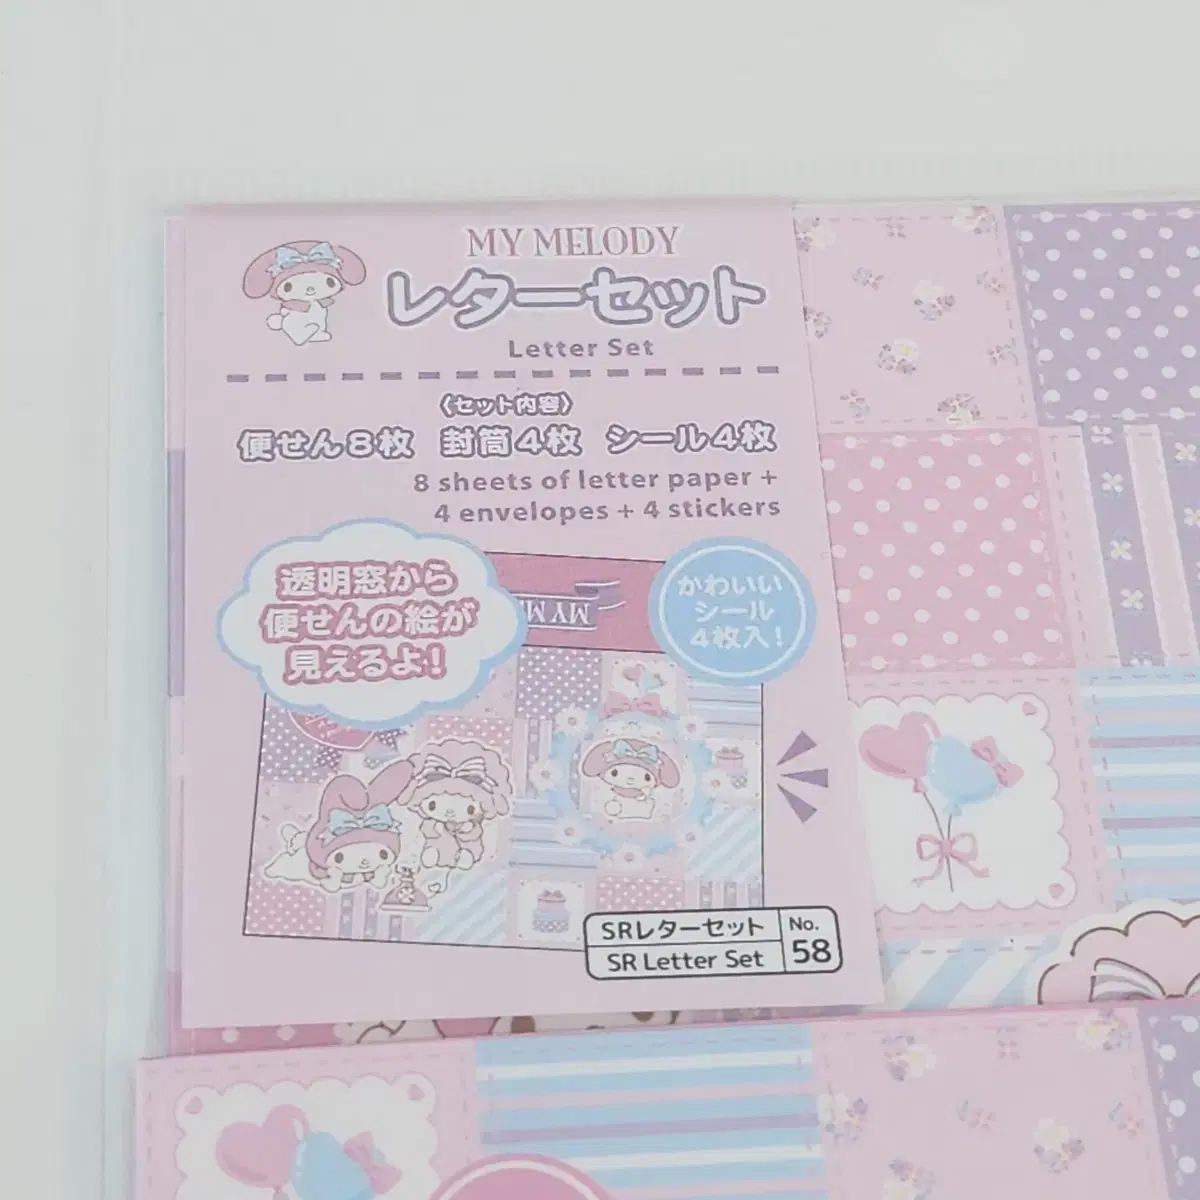 MY MELODY
レターセット
Letter Set
〈セット内容〉
便せん8枚 封筒4枚 シール4枚
8 sheets of letter paper +
4 envelopes + 4 stickers
透明窓から
便せんの絵が
見えるよ!
かわいい
シール
4枚入!
MY M
SRレターセット
SR Letter Set
No.
58